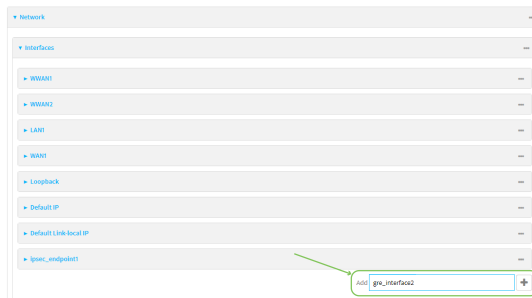 Network
Interfaces
WWAN1
WWAN2
LAN1
WAN1
Loopback
Default IP
Default Link-local IP
ipsec_endpoint1
Add gre_interface2